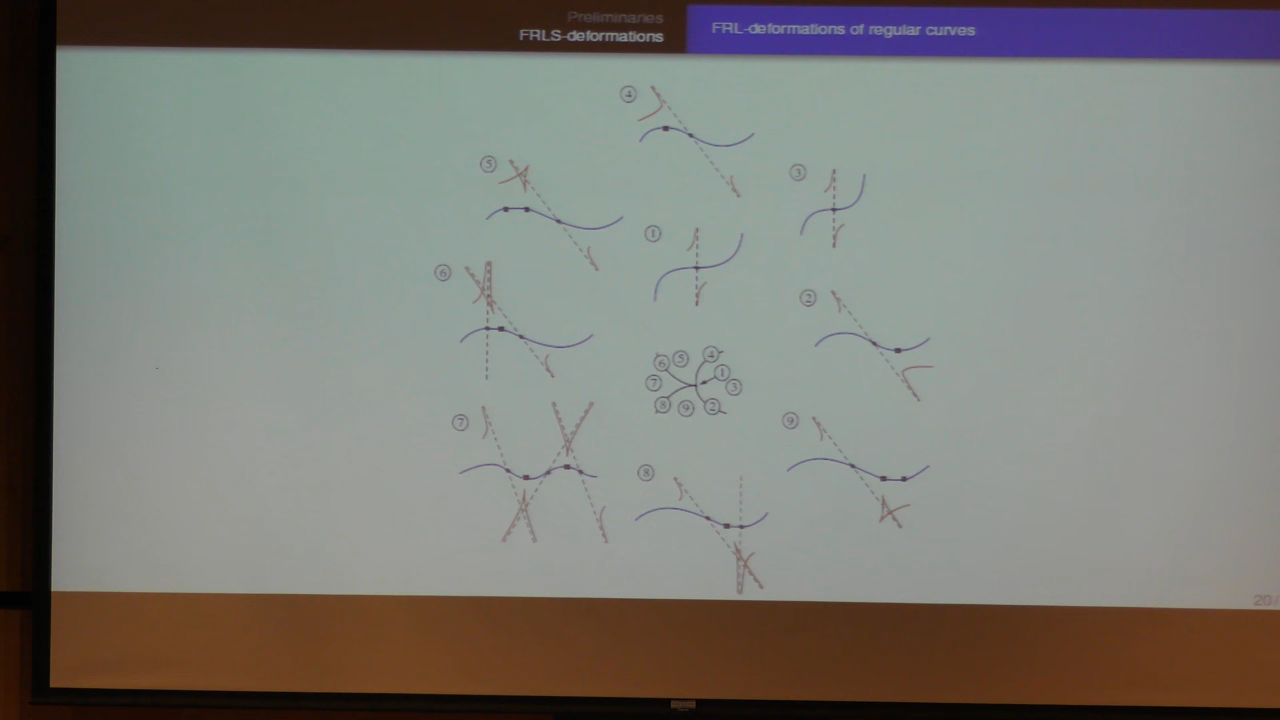 Preliminaries
FRLS-deformations
FRL-deformations of regular curves
④
⑤
③
①
⑥
②
⑥ ⑤ ④
⑦ ① ③
⑧ ⑨ ②
⑦
⑨
⑧